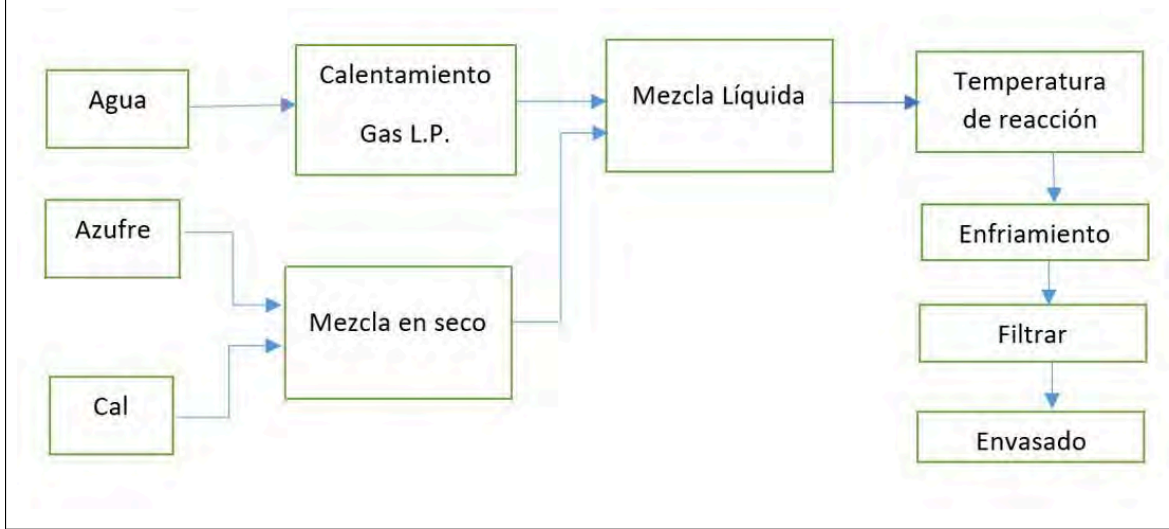 Agua
Calentamiento
Gas L.P.
Mezcla Líquida
Temperatura
de reacción
Azufre
Mezcla en seco
Cal
Enfriamiento
Filtrar
Envasado